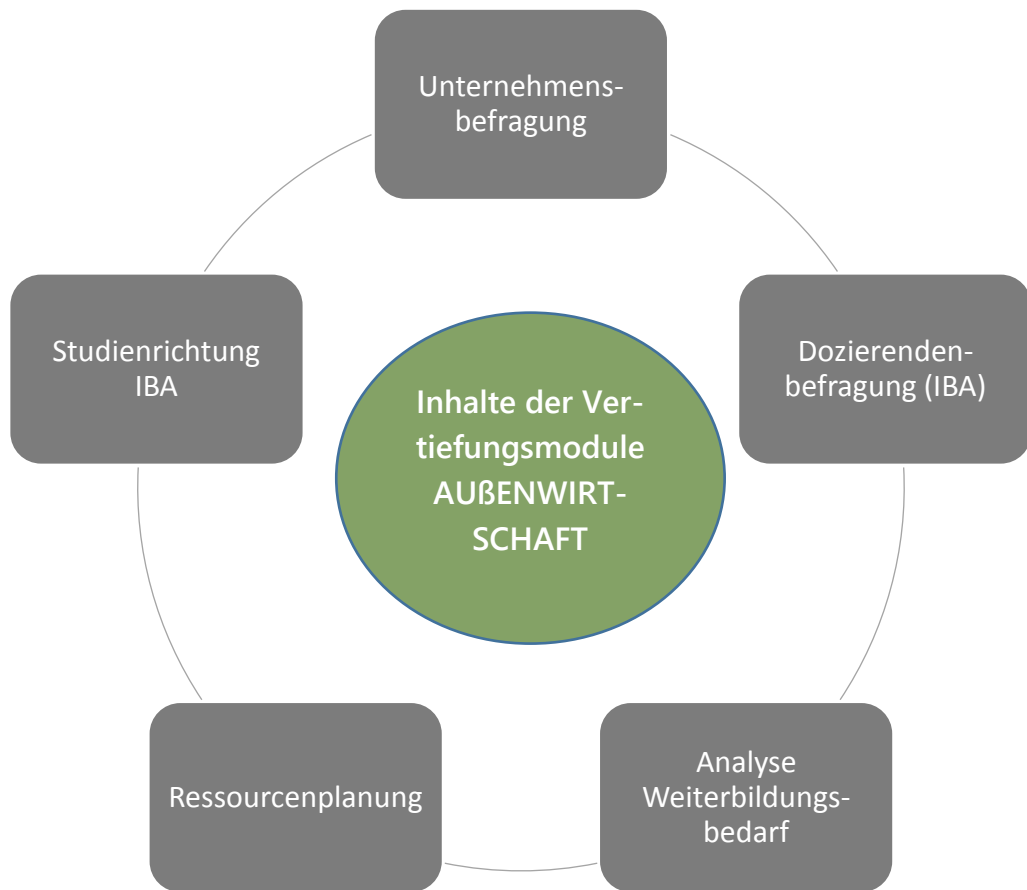 Unternehmens-
befragung
Studienrichtung
IBA
Dozierenden-
befragung (IBA)
Inhalte der Ver-
tiefungsmodule
AUßENWIRT-
SCHAFT
Ressourcenplanung
Analyse
Weiterbildungs-
bedarf